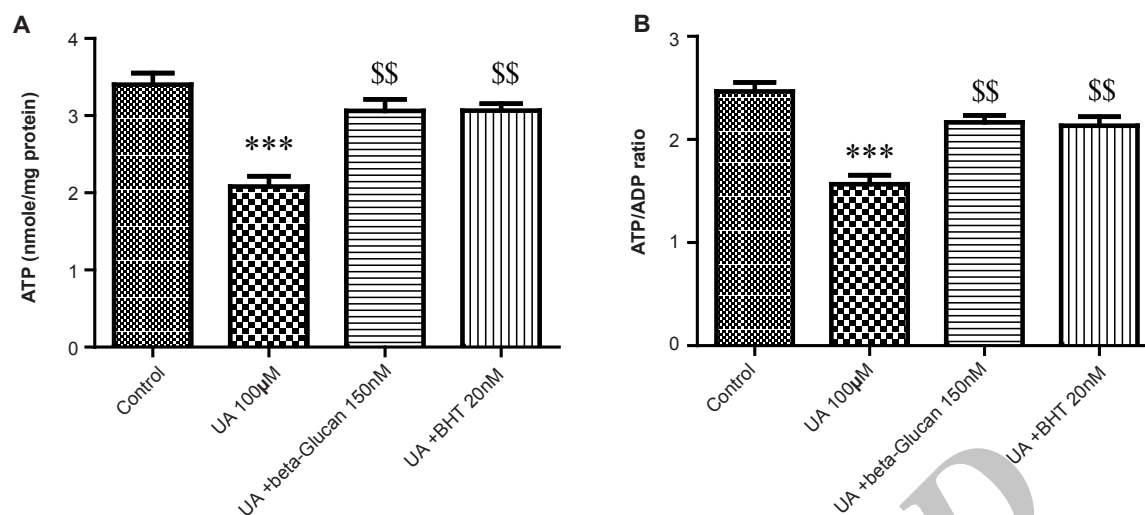 A
ATP (nmole/mg protein)
4
3
2
1
0
***
$$
$$
Control
UA 100µM
UA +beta-Glucan 150nM
UA +BHT 20nM
B
ATP/ADP ratio
3
2
1
0
***
$$
$$
Control
UA 100µM
UA +beta-Glucan 150nM
UA +BHT 20nM